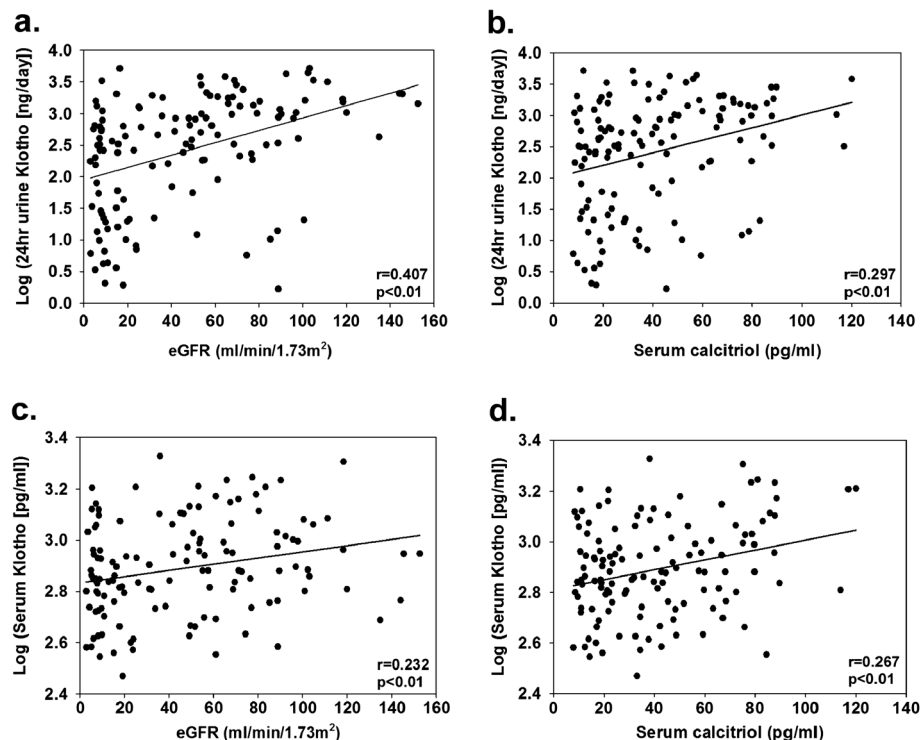 a.
Log (24hr urine Klotho [ng/day])
4.0
3.5
3.0
2.5
2.0
1.5
1.0
0.5
0.0
r=0.407
p<0.01
0 20 40 60 80 100 120 140 160
eGFR (ml/min/1.73m²)
b.
Log (24hr urine Klotho [ng/day])
4.0
3.5
3.0
2.5
2.0
1.5
1.0
0.5
0.0
r=0.297
p<0.01
0 20 40 60 80 100 120 140
Serum calcitriol (pg/ml)
c.
Log (Serum Klotho [pg/ml])
3.4
3.2
3.0
2.8
2.6
2.4
r=0.232
p<0.01
0 20 40 60 80 100 120 140 160
eGFR (ml/min/1.73m²)
d.
Log (Serum Klotho [pg/ml])
3.4
3.2
3.0
2.8
2.6
2.4
r=0.267
p<0.01
0 20 40 60 80 100 120 140
Serum calcitriol (pg/ml)